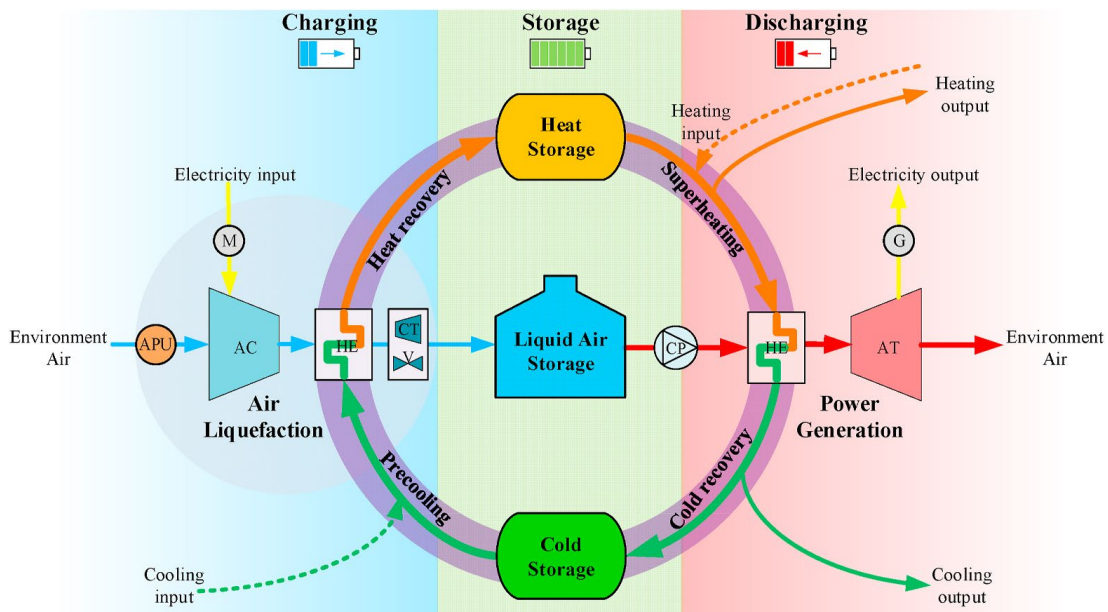 Charging
Storage
Discharging
Heating
input
Heating
output
Heat
Storage
Electricity input
Electricity output
Heat recovery
Superheating
M
G
Environment
Air
APU
AC
HE
CT
V
Liquid Air
Storage
CP
HE
AT
Environment
Air
Air
Liquefaction
Power
Generation
Precooling
Cold recovery
Cold
Storage
Cooling
input
Cooling
output